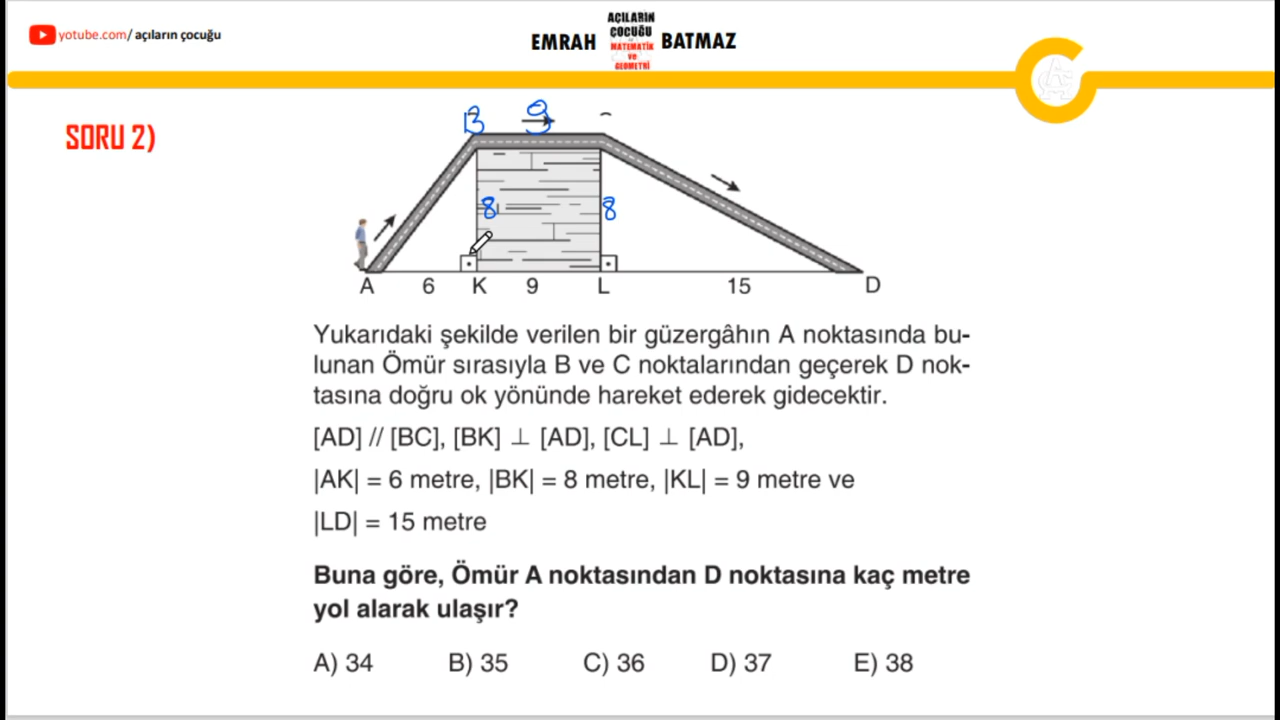 yotube.com/ açıların çocuğu
EMRAH
AÇILARIN
ÇOCUĞU
ve
MATEMATİK
ve
GEOMETRİ
BATMAZ
SORU 2)
B 9
8 8
A 6 K 9 L 15 D
Yukarıdaki şekilde verilen bir güzergâhın A noktasında bu-
lunan Ömür sırasıyla B ve C noktalarından geçerek D nok-
tasına doğru ok yönünde hareket ederek gidecektir.
[AD] // [BC], [BK] ⊥ [AD], [CL] ⊥ [AD],
|AK| = 6 metre, |BK| = 8 metre, |KL| = 9 metre ve
|LD| = 15 metre
Buna göre, Ömür A noktasından D noktasına kaç metre
yol alarak ulaşır?
A) 34 B) 35 C) 36 D) 37 E) 38